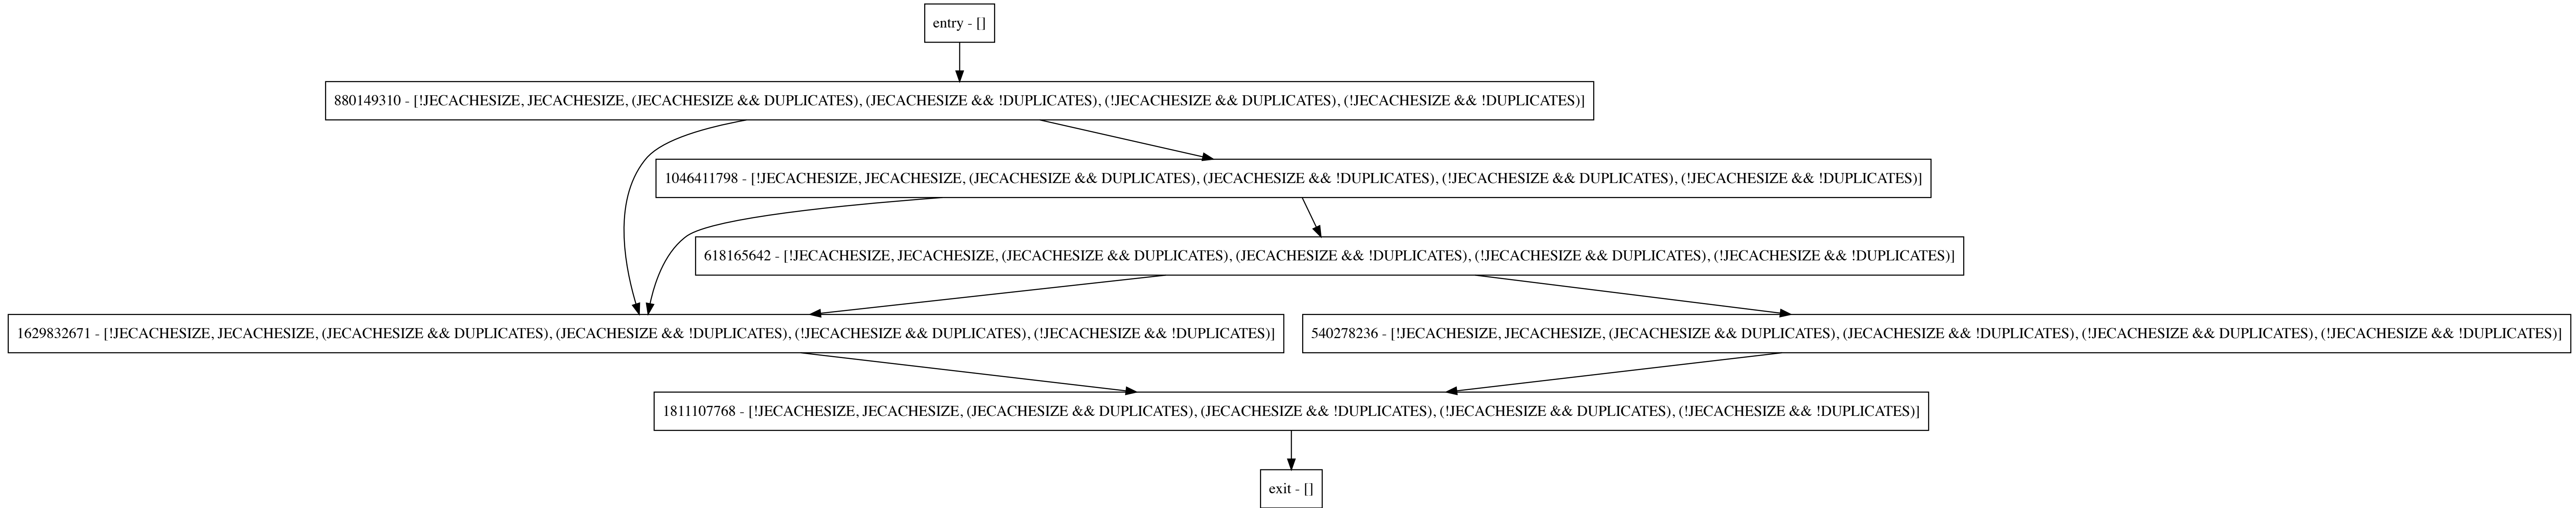 entry - []
880149310 - [!JECACHESIZE, JECACHESIZE, (JECACHESIZE && DUPLICATES), (JECACHESIZE && !DUPLICATES), (!JECACHESIZE && DUPLICATES), (!JECACHESIZE && !DUPLICATES)]
1046411798 - [!JECACHESIZE, JECACHESIZE, (JECACHESIZE && DUPLICATES), (JECACHESIZE && !DUPLICATES), (!JECACHESIZE && DUPLICATES), (!JECACHESIZE && !DUPLICATES)]
618165642 - [!JECACHESIZE, JECACHESIZE, (JECACHESIZE && DUPLICATES), (JECACHESIZE && !DUPLICATES), (!JECACHESIZE && DUPLICATES), (!JECACHESIZE && !DUPLICATES)]
1629832671 - [!JECACHESIZE, JECACHESIZE, (JECACHESIZE && DUPLICATES), (JECACHESIZE && !DUPLICATES), (!JECACHESIZE && DUPLICATES), (!JECACHESIZE && !DUPLICATES)]
540278236 - [!JECACHESIZE, JECACHESIZE, (JECACHESIZE && DUPLICATES), (JECACHESIZE && !DUPLICATES), (!JECACHESIZE && DUPLICATES), (!JECACHESIZE && !DUPLICATES)]
1811107768 - [!JECACHESIZE, JECACHESIZE, (JECACHESIZE && DUPLICATES), (JECACHESIZE && !DUPLICATES), (!JECACHESIZE && DUPLICATES), (!JECACHESIZE && !DUPLICATES)]
exit - []